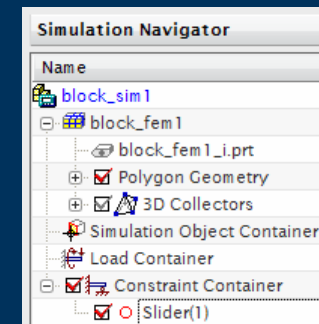 Simulation Navigator
Name
block_sim1
block_fem1
block_fem1_i.prt
Polygon Geometry
3D Collectors
Simulation Object Container
Load Container
Constraint Container
Slider(1)